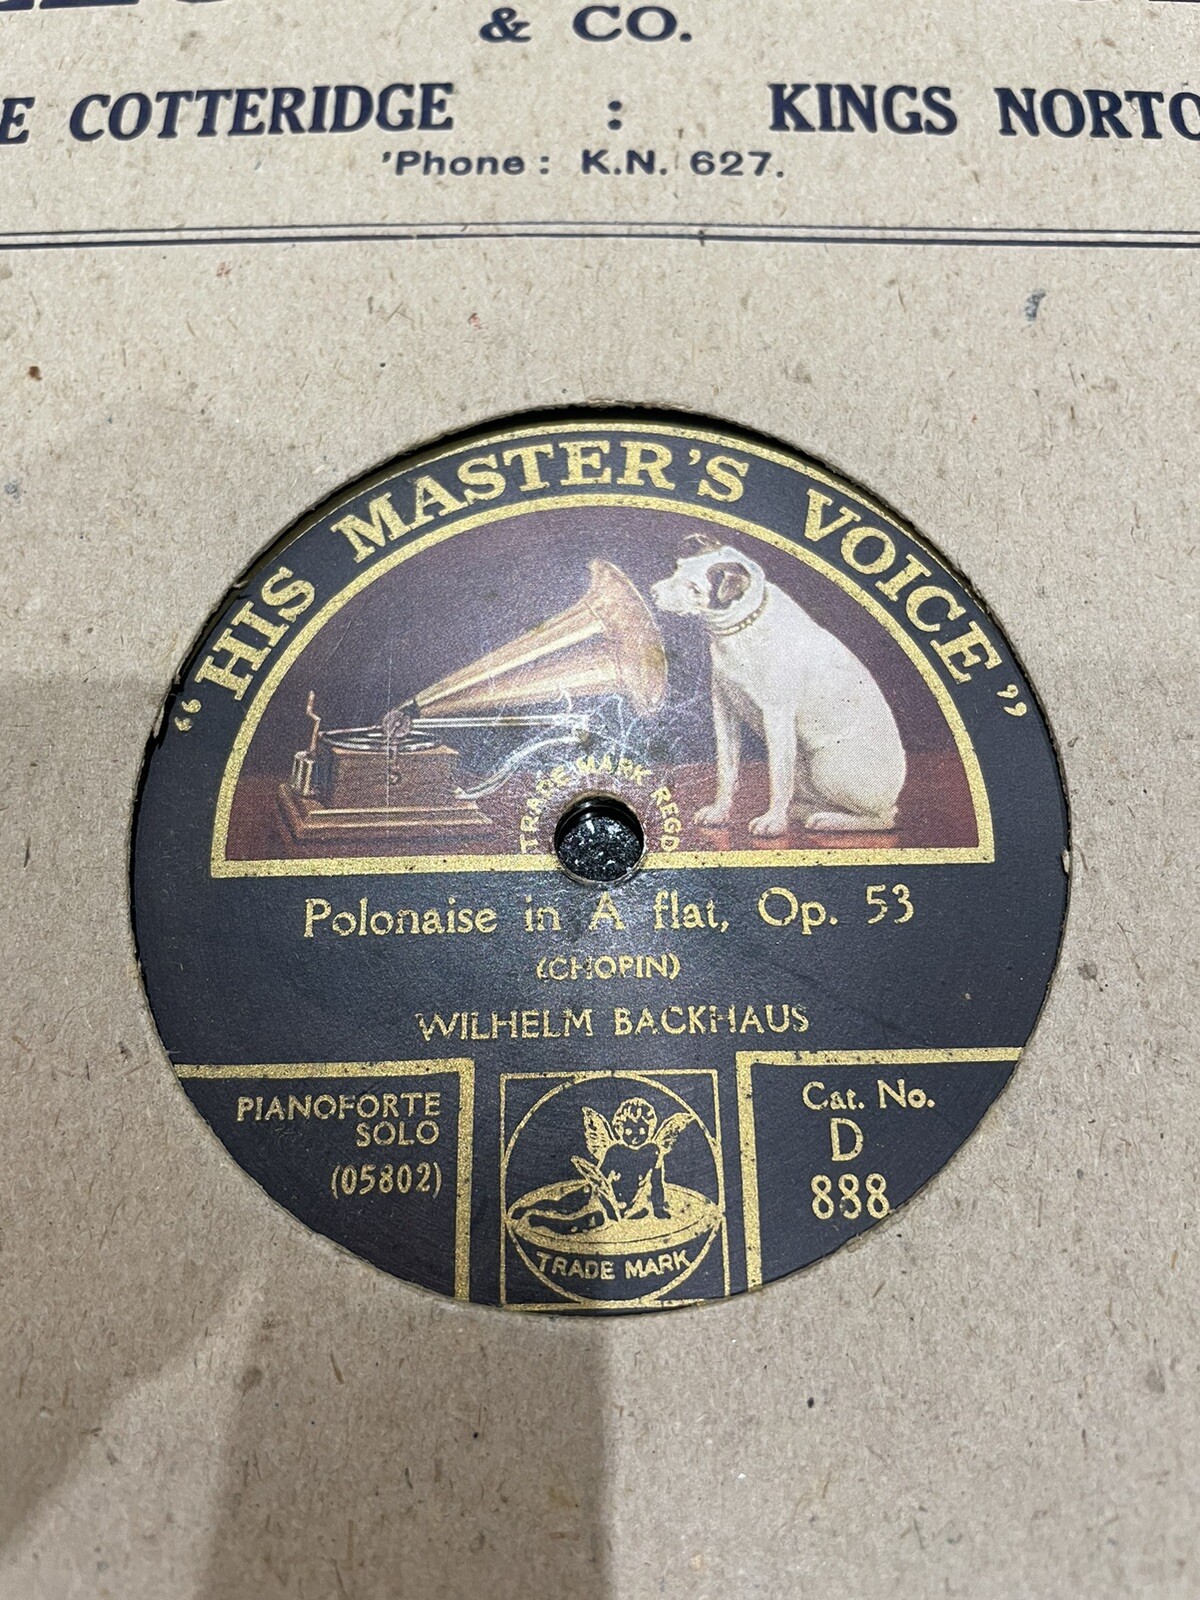 & CO.
COTTERIDGE : KINGS
'Phone : K.N. 627.
"HIS MASTER'S VOICE"
TRADE MARK REGD
Polonaise in A flat, Op. 53
(CHOPIN)
WILHELM BACKHAUS
PIANOFORTE
SOLO
(05802)
TRADE MARK
Cat. No.
D
888